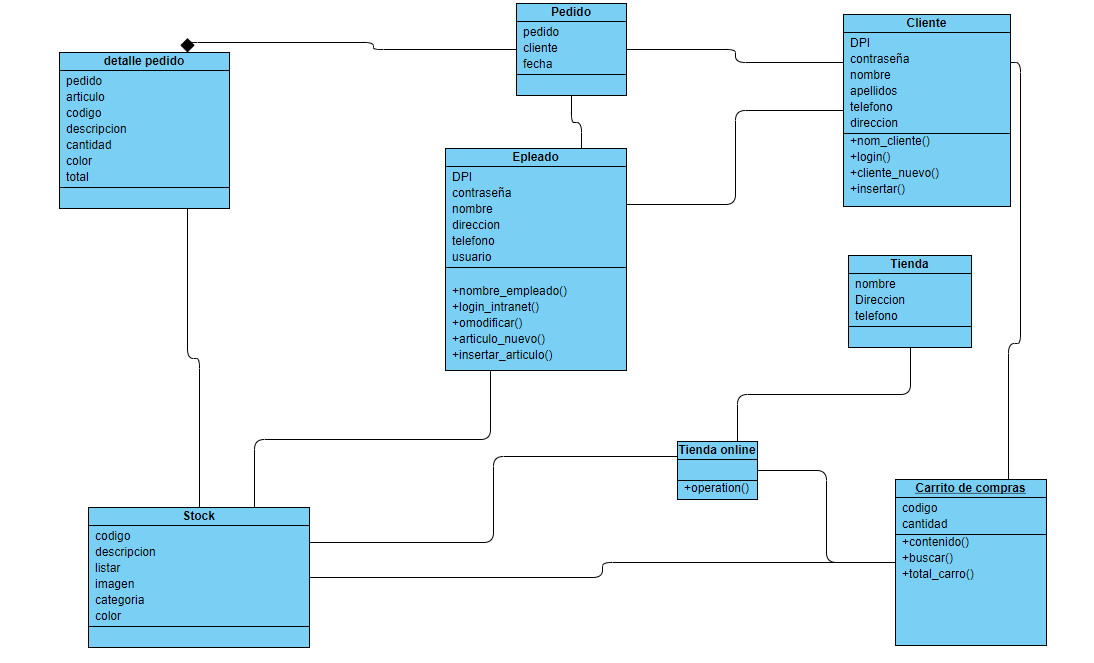 Pedido
pedido
cliente
fecha
Cliente
DPI
contraseña
nombre
apellidos
telefono
direccion
+nom_cliente()
+login()
+cliente_nuevo()
+insertar()
detalle pedido
pedido
articulo
codigo
descripcion
cantidad
color
total
Epleado
DPI
contraseña
nombre
direccion
telefono
usuario
+nombre_empleado()
+login_intranet()
+omodificar()
+articulo_nuevo()
+insertar_articulo()
Tienda
nombre
Direccion
telefono
Tienda online
+operation()
Carrito de compras
codigo
cantidad
+contenido()
+buscar()
+total_carro()
Stock
codigo
descripcion
listar
imagen
categoria
color